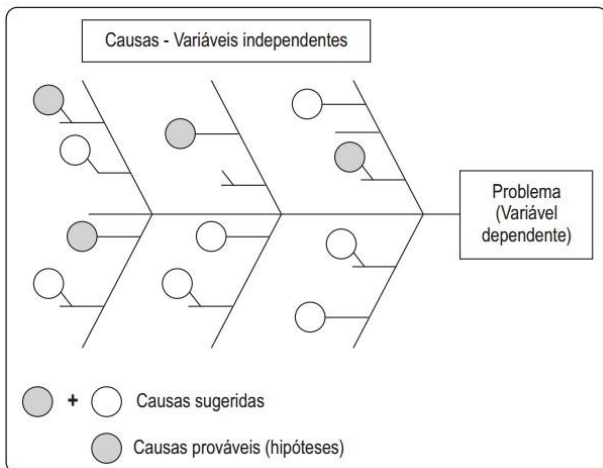 Causas - Variáveis independentes
Problema
(Variável
dependente)
+ Causas sugeridas
Causas prováveis (hipóteses)